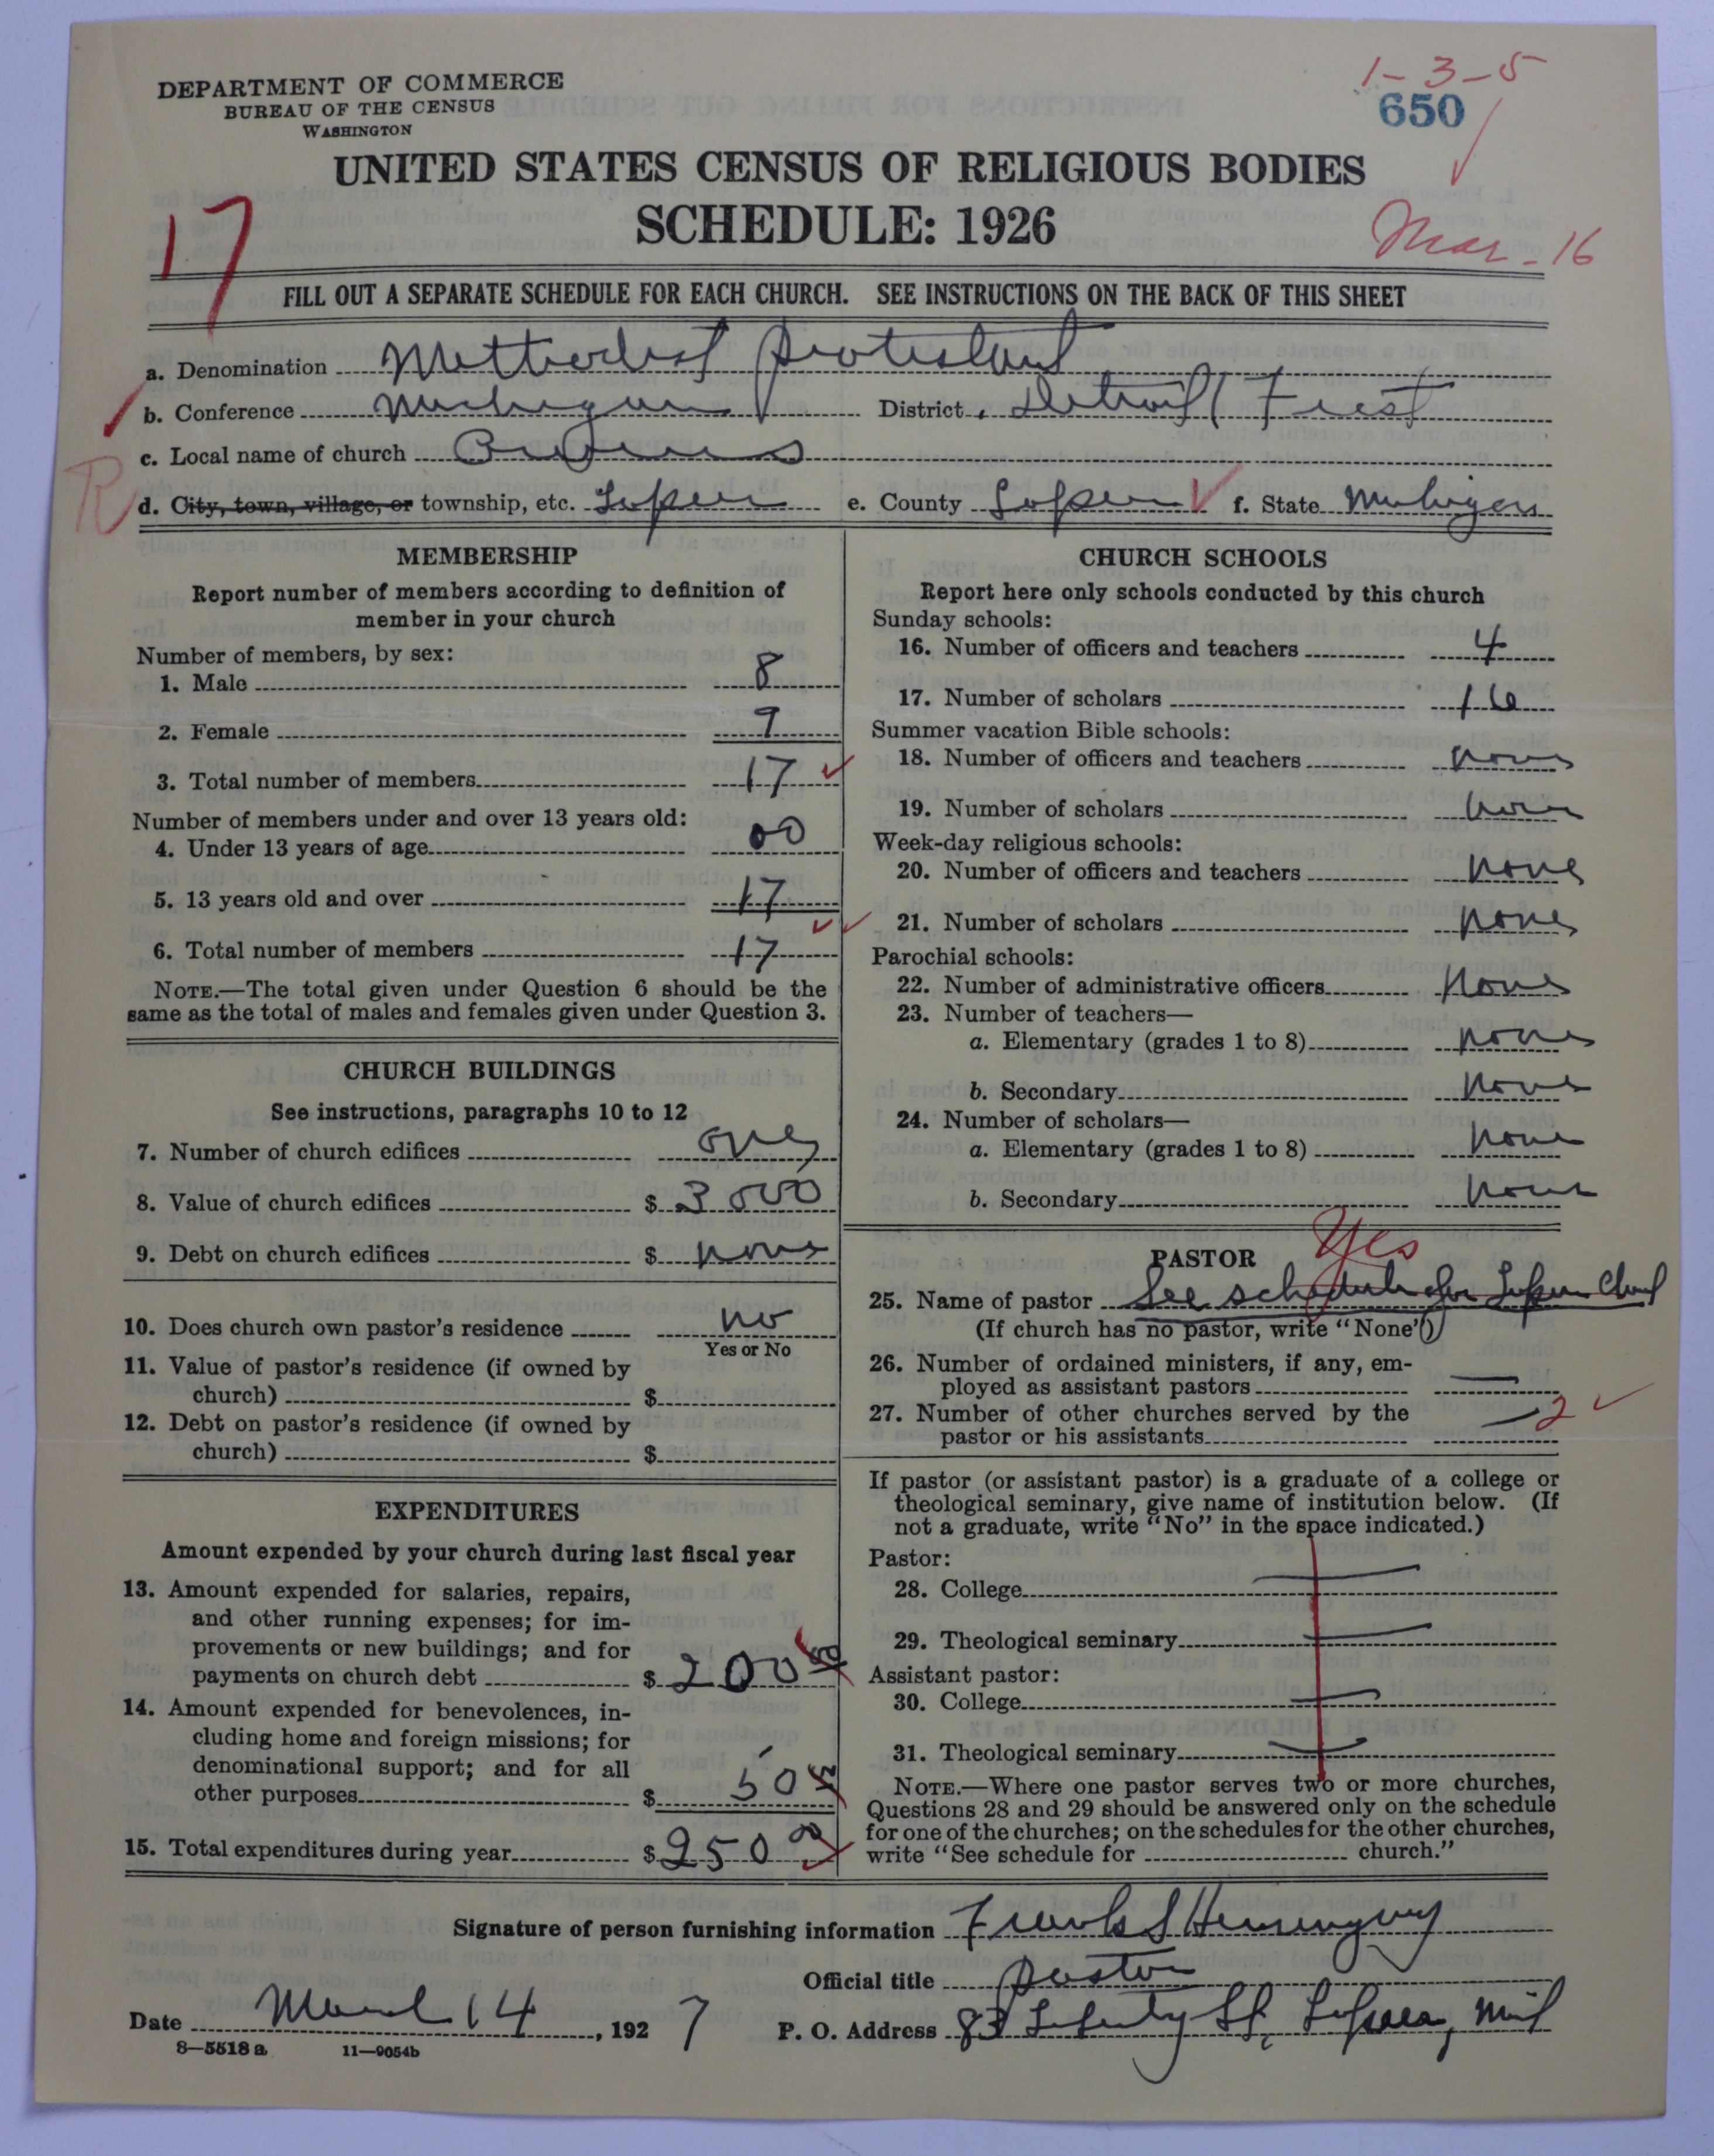 DEPARTMENT OF COMMERCE
BUREAU OF THE CENSUS
WASHINGTON
1-3-5
650
UNITED STATES CENSUS OF RELIGIOUS BODIES
SCHEDULE: 1926
17
Mar-16
FILL OUT A SEPARATE SCHEDULE FOR EACH CHURCH. SEE INSTRUCTIONS ON THE BACK OF THIS SHEET
a. Denomination Methodist Protestant
b. Conference Michigan District, Detroit First
c. Local name of church
R
d. City, town, village, or township, etc. Lapeer e. County Lapeer f. State Michigan
MEMBERSHIP
Report number of members according to definition of
member in your church
Number of members, by sex:
1. Male 8
2. Female 9
3. Total number of members 17
Number of members under and over 13 years old:
4. Under 13 years of age 00
5. 13 years old and over 17
6. Total number of members 17
NOTE.—The total given under Question 6 should be the
same as the total of males and females given under Question 3.
CHURCH BUILDINGS
See instructions, paragraphs 10 to 12
7. Number of church edifices one
8. Value of church edifices $ 3000
9. Debt on church edifices $ none
10. Does church own pastor's residence no
Yes or No
11. Value of pastor's residence (if owned by
church) $
12. Debt on pastor's residence (if owned by
church) $
EXPENDITURES
Amount expended by your church during last fiscal year
13. Amount expended for salaries, repairs,
and other running expenses; for im-
provements or new buildings; and for
payments on church debt $ 200 00
14. Amount expended for benevolences, in-
cluding home and foreign missions; for
denominational support; and for all
other purposes $ 50
15. Total expenditures during year $ 250 00
CHURCH SCHOOLS
Report here only schools conducted by this church
Sunday schools:
16. Number of officers and teachers 4
17. Number of scholars 16
Summer vacation Bible schools:
18. Number of officers and teachers none
19. Number of scholars none
Week-day religious schools:
20. Number of officers and teachers none
21. Number of scholars none
Parochial schools:
22. Number of administrative officers none
23. Number of teachers—
a. Elementary (grades 1 to 8) none
b. Secondary none
24. Number of scholars—
a. Elementary (grades 1 to 8) none
b. Secondary none
PASTOR Yes
25. Name of pastor See schedule for Lapeer Church
(If church has no pastor, write "None")
26. Number of ordained ministers, if any, em-
ployed as assistant pastors —
27. Number of other churches served by the
pastor or his assistants — 2
If pastor (or assistant pastor) is a graduate of a college or
theological seminary, give name of institution below. (If
not a graduate, write "No" in the space indicated.)
Pastor:
28. College —
29. Theological seminary —
Assistant pastor:
30. College —
31. Theological seminary —
NOTE.—Where one pastor serves two or more churches,
Questions 28 and 29 should be answered only on the schedule
for one of the churches; on the schedules for the other churches,
write "See schedule for church."
Signature of person furnishing information Frank S Hemingway
Official title pastor
Date March 14, 1927 P. O. Address 83 St, Lapeer, Mich
8—5518 a 11—9054b